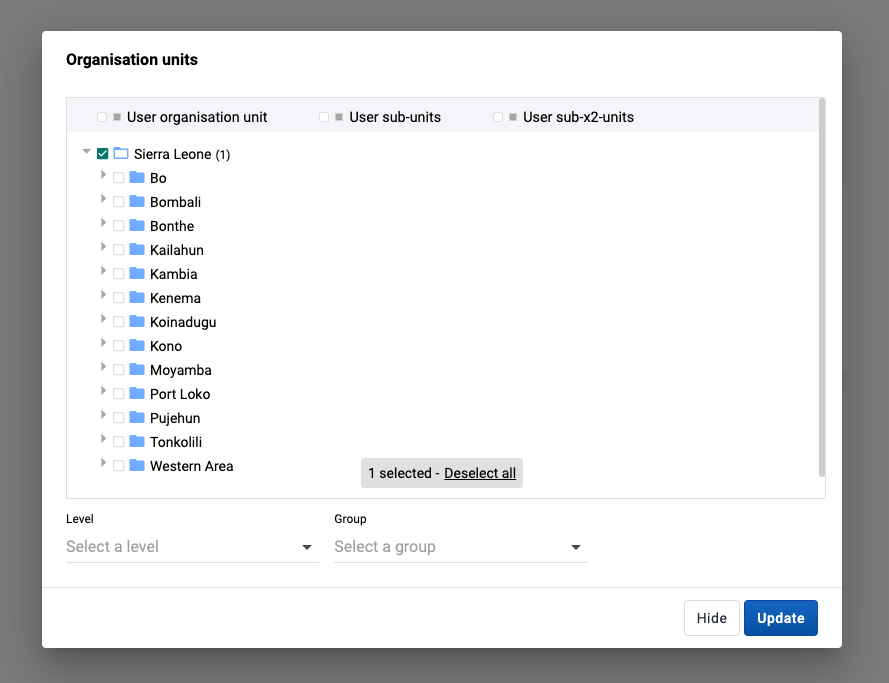 Organisation units
User organisation unit User sub-units User sub-x2-units
Sierra Leone (1)
Bo
Bombali
Bonthe
Kailahun
Kambia
Kenema
Koinadugu
Kono
Moyamba
Port Loko
Pujehun
Tonkolili
Western Area
1 selected - Deselect all
Level Group
Select a level Select a group
Hide Update